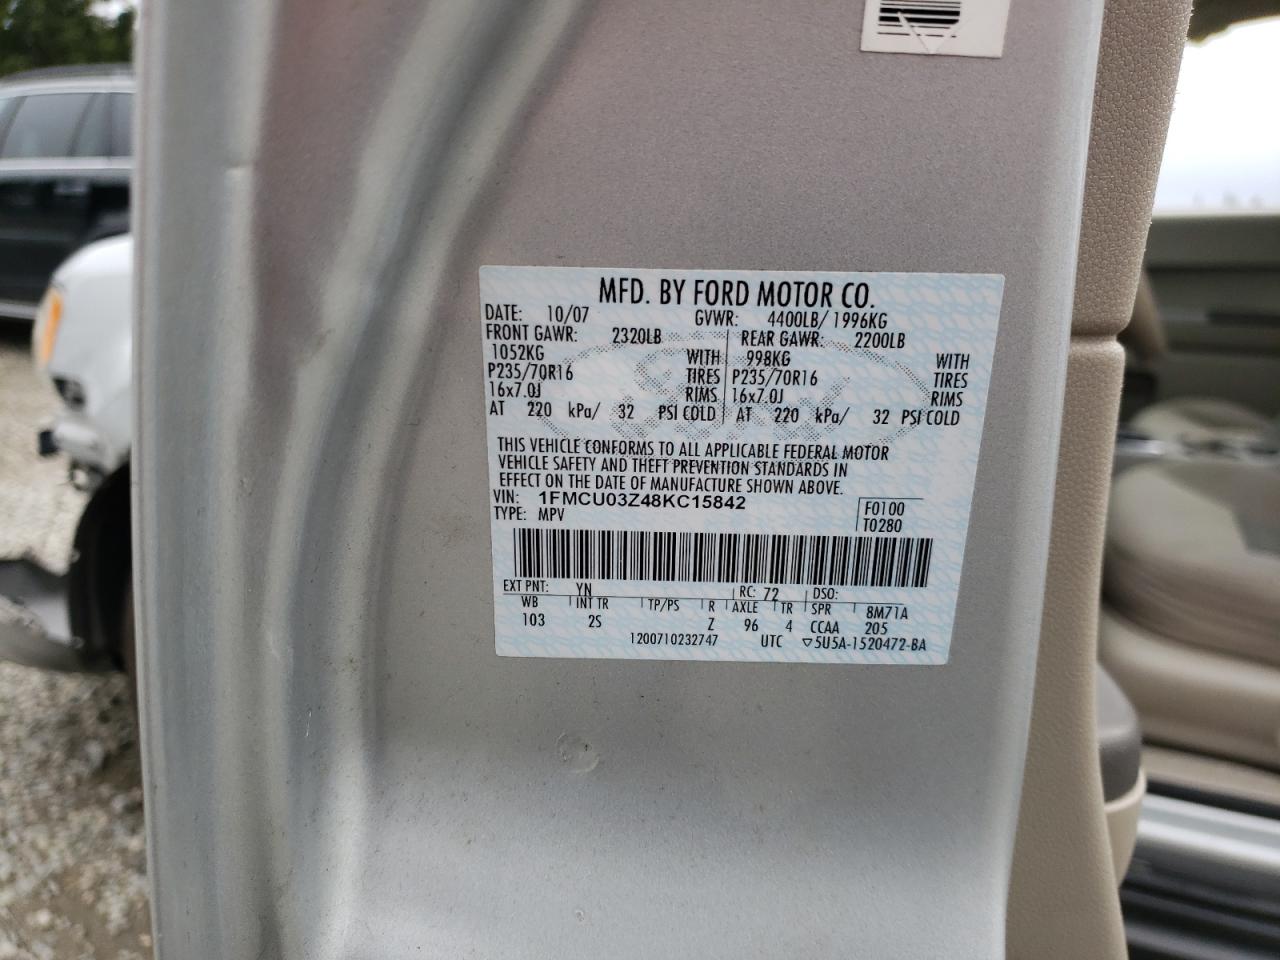 MFD. BY FORD MOTOR CO.
DATE: 10/07 GVWR: 4400LB/ 1996KG
FRONT GAWR: 2320LB REAR GAWR: 2200LB
1052KG WITH 998KG WITH
P235/70R16 TIRES P235/70R16 TIRES
16x7.0J RIMS 16x7.0J RIMS
AT 220 kPa/ 32 PSI COLD AT 220 kPa/ 32 PSI COLD
THIS VEHICLE CONFORMS TO ALL APPLICABLE FEDERAL MOTOR
VEHICLE SAFETY AND THEFT PREVENTION STANDARDS IN
EFFECT ON THE DATE OF MANUFACTURE SHOWN ABOVE.
VIN: 1FMCU03Z48KC15842 F0100
TYPE: MPV T0280
EXT PNT: YN RC: 72 DSO:
WB INT TR TP/PS R AXLE TR SPR 8M71A
103 2S Z 96 4 CCAA 205
1200710232747 UTC ▽5U5A-1520472-BA